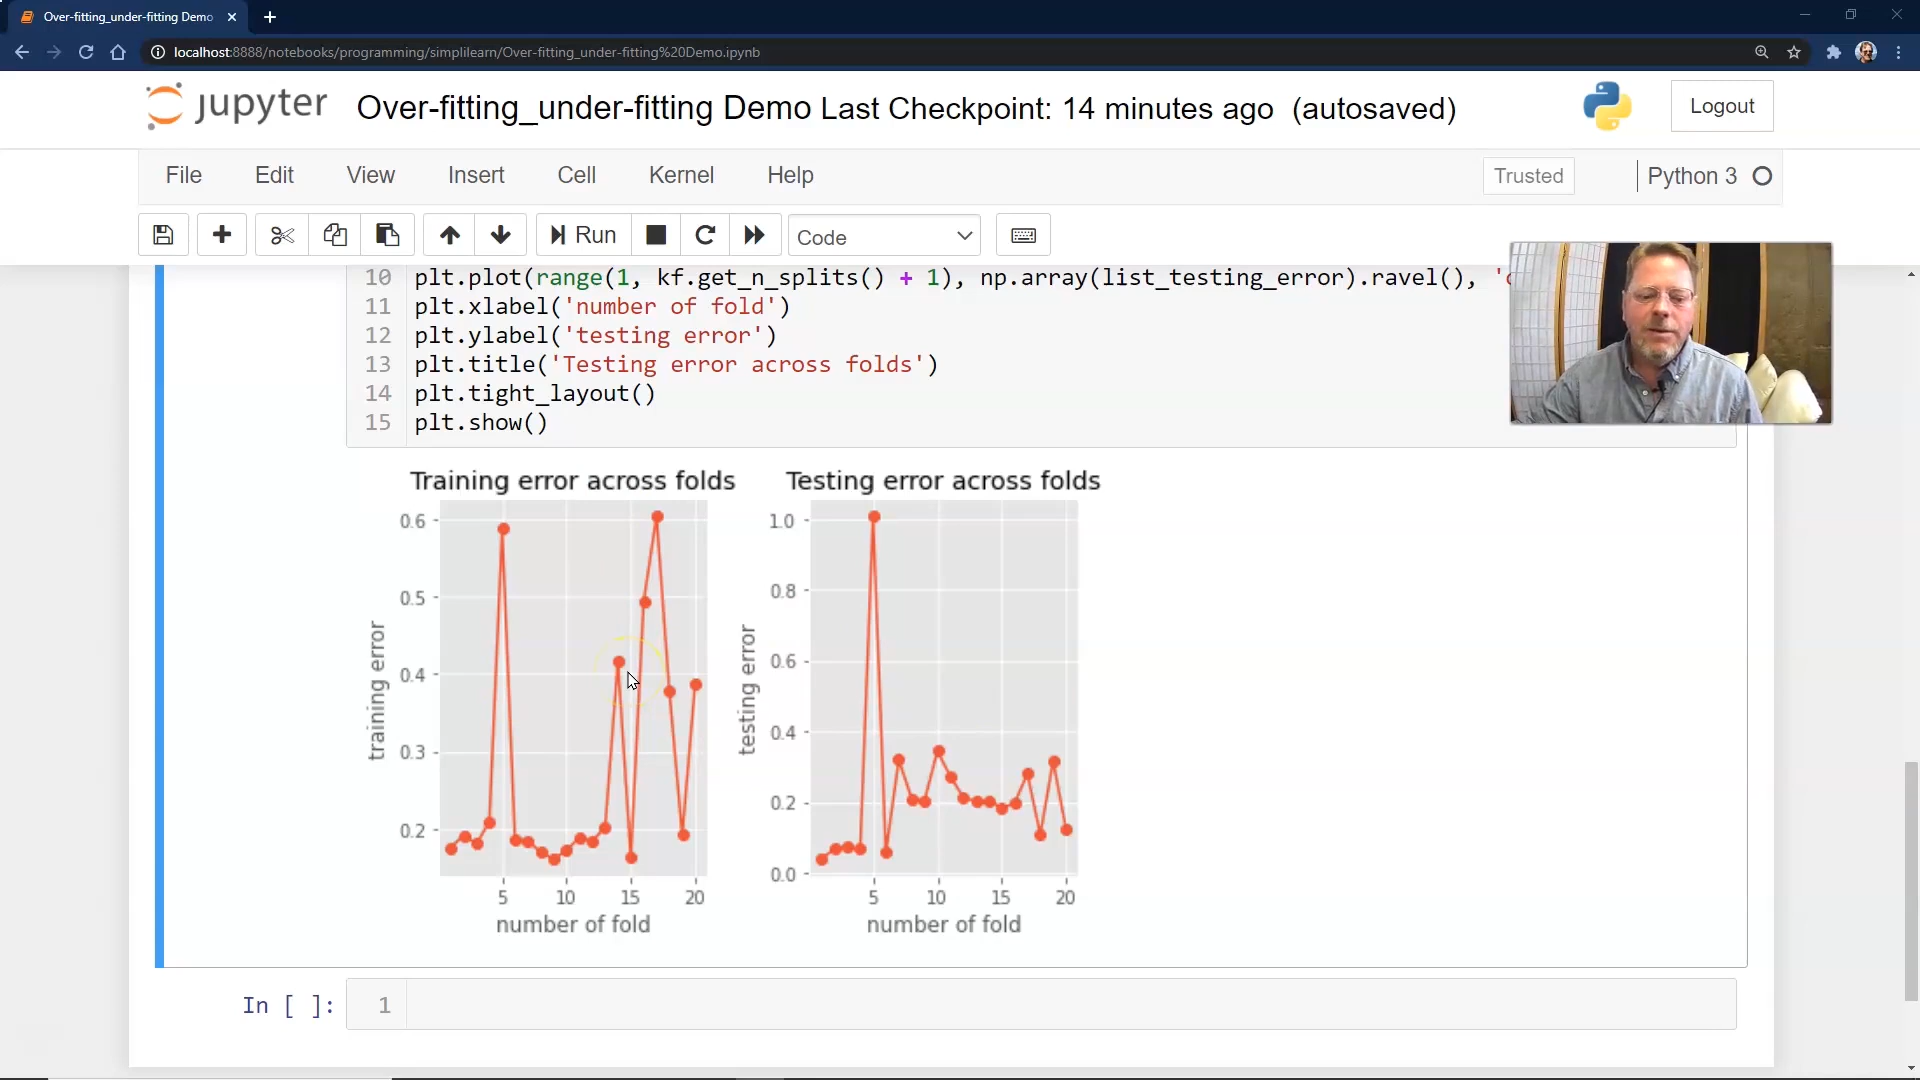 Over-fitting_under-fitting Demo
localhost:8888/notebooks/programming/simplilearn/Over-fitting_under-fitting%20Demo.ipynb
jupyter Over-fitting_under-fitting Demo Last Checkpoint: 14 minutes ago (autosaved) Logout
File Edit View Insert Cell Kernel Help Trusted Python 3
Run Code
10 plt.plot(range(1, kf.get_n_splits() + 1), np.array(list_testing_error).ravel(), '
11 plt.xlabel('number of fold')
12 plt.ylabel('testing error')
13 plt.title('Testing error across folds')
14 plt.tight_layout()
15 plt.show()
Training error across folds
0.6
0.5
0.4
0.3
0.2
training error
5 10 15 20
number of fold
Testing error across folds
1.0
0.8
0.6
0.4
0.2
0.0
testing error
5 10 15 20
number of fold
In [ ]: 1